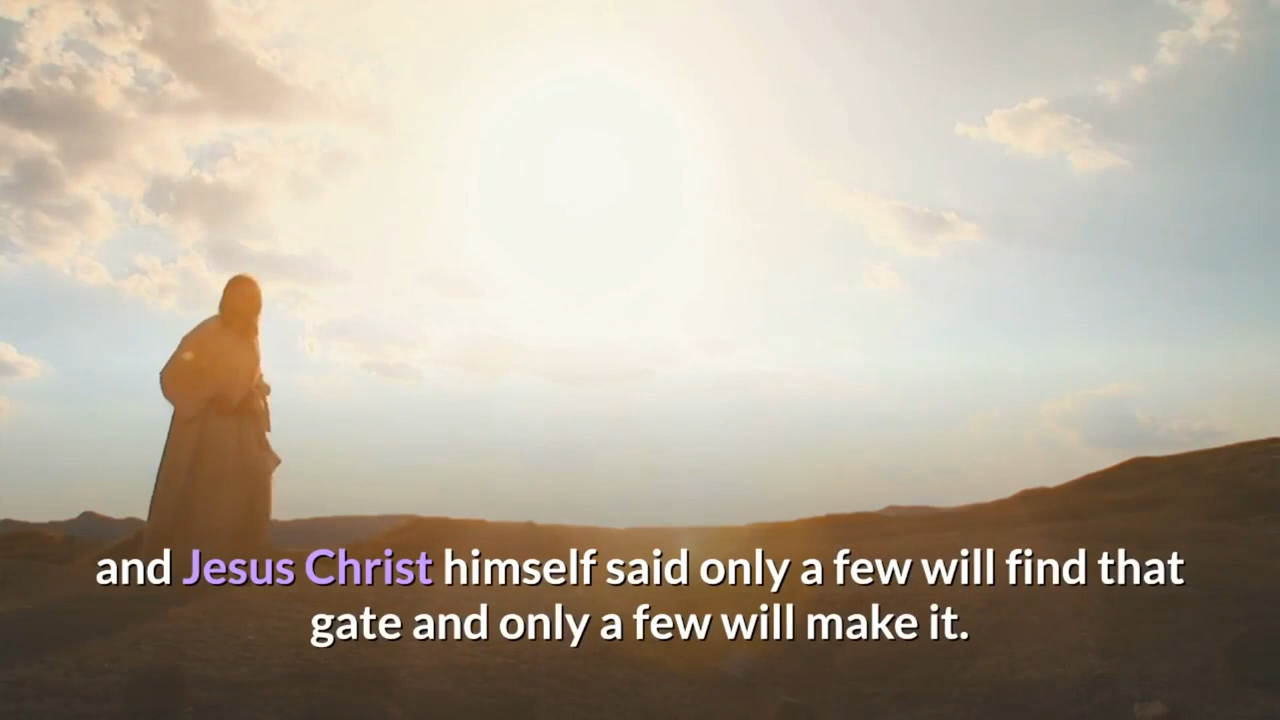 and Jesus Christ himself said only a few will find that
gate and only a few will make it.